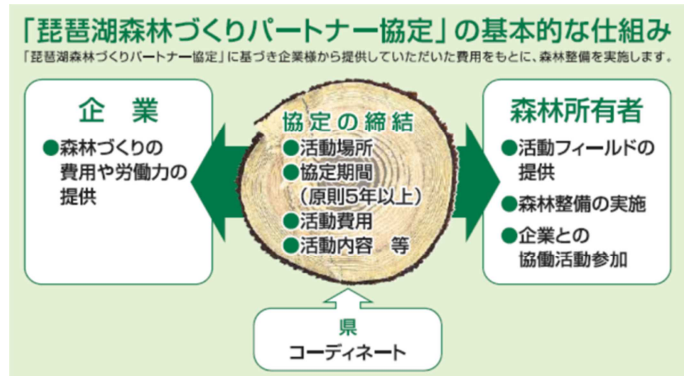 「琵琶湖森林づくりパートナー協定」の基本的な仕組み
「琵琶湖森林づくりパートナー協定」に基づき企業様から提供していただいた費用をもとに、森林整備を実施します。
企 業
●森林づくりの
費用や労働力の
提供
協定の締結
●活動場所
●協定期間
（原則5年以上）
●活動費用
●活動内容 等
森林所有者
●活動フィールドの
提供
●森林整備の実施
●企業との
協働活動参加
県
コーディネート